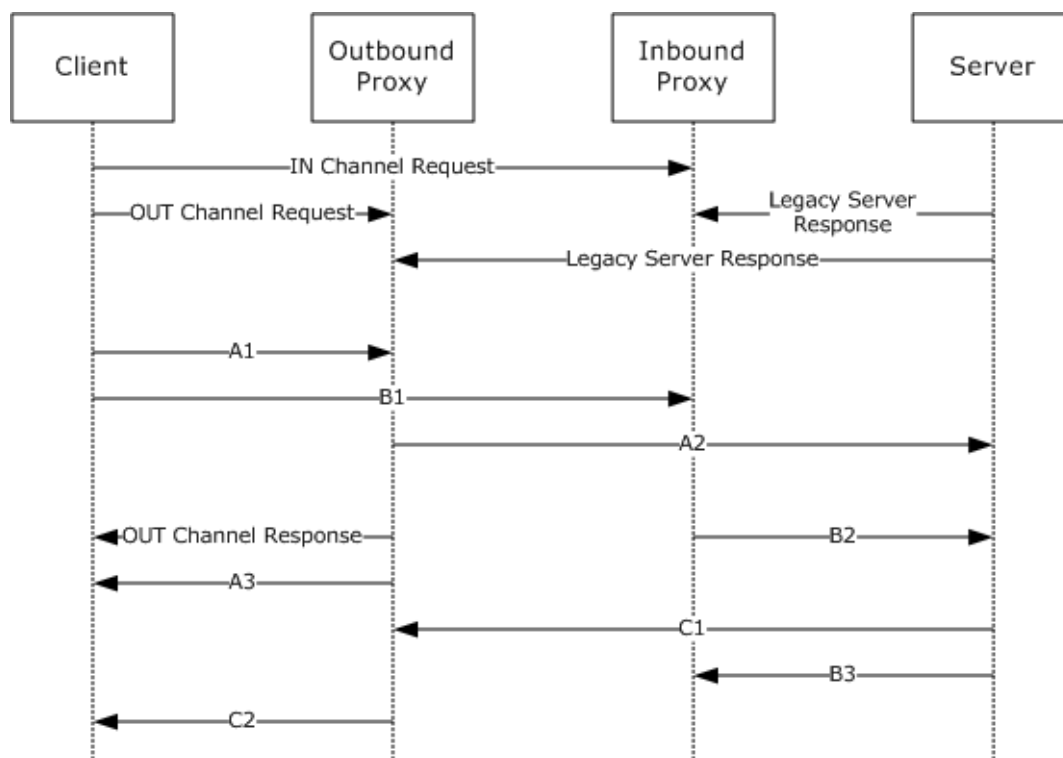 Client
Outbound
Proxy
Inbound
Proxy
Server
IN Channel Request
OUT Channel Request
Legacy Server
Response
Legacy Server Response
A1
B1
A2
OUT Channel Response
B2
A3
C1
B3
C2